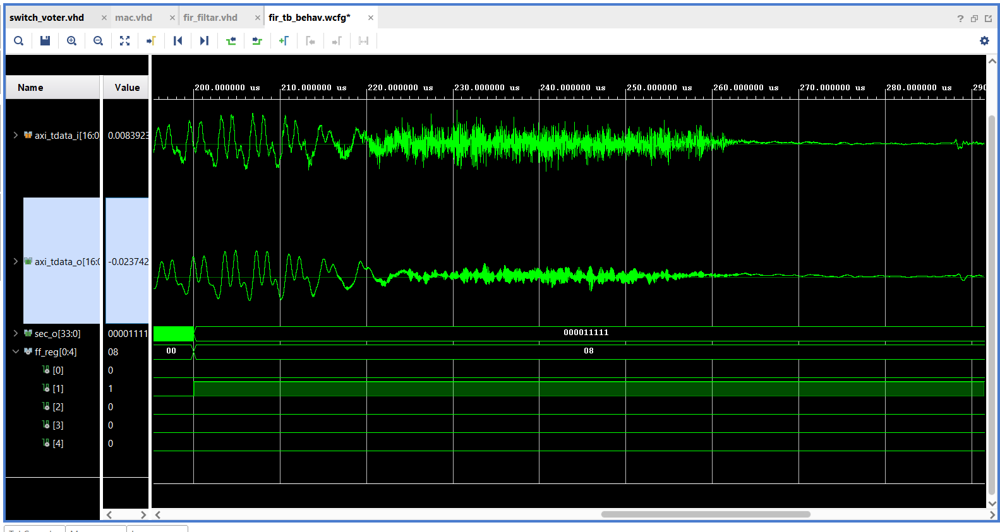 switch_voter.vhd × mac.vhd × fir_filtar.vhd × fir_tb_behav.wcfg* ×
Name Value
200.000000 us 210.000000 us 220.000000 us 230.000000 us 240.000000 us 250.000000 us 260.000000 us 270.000000 us 280.000000 us 290
axi_tdata_i[16:0 0.0083923
axi_tdata_o[16:0 -0.023742
sec_o[33:0] 00001111 000011111
ff_reg[0:4] 08 00 08
[0] 0
[1] 1
[2] 0
[3] 0
[4] 0